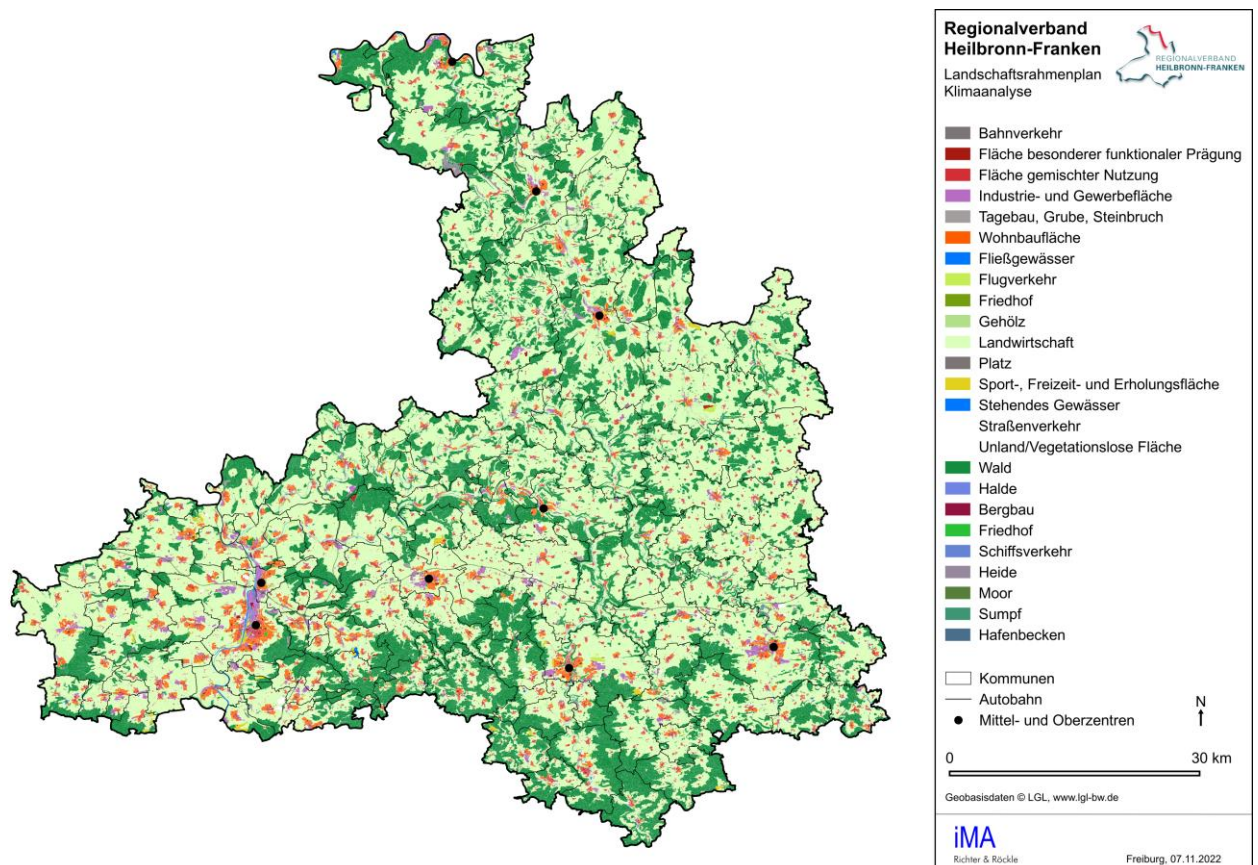 Regionalverband
Heilbronn-Franken
Landschaftsrahmenplan
Klimaanalyse
REGIONALVERBAND
HEILBRONN-FRANKEN
Bahnverkehr
Fläche besonderer funktionaler Prägung
Fläche gemischter Nutzung
Industrie- und Gewerbefläche
Tagebau, Grube, Steinbruch
Wohnbaufläche
Fließgewässer
Flugverkehr
Friedhof
Gehölz
Landwirtschaft
Platz
Sport-, Freizeit- und Erholungsfläche
Stehendes Gewässer
Straßenverkehr
Unland/Vegetationslose Fläche
Wald
Halde
Bergbau
Friedhof
Schiffsverkehr
Heide
Moor
Sumpf
Hafenbecken
Kommunen
Autobahn
Mittel- und Oberzentren
N
0 30 km
Geobasisdaten © LGL, www.lgl-bw.de
iMA
Richter & Röckle
Freiburg, 07.11.2022